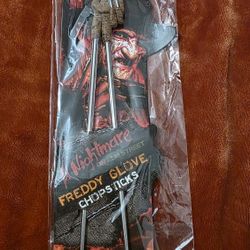 A Nightmare
ON ELM STREET
FREDDY GLOVE
CHOPSTICKS